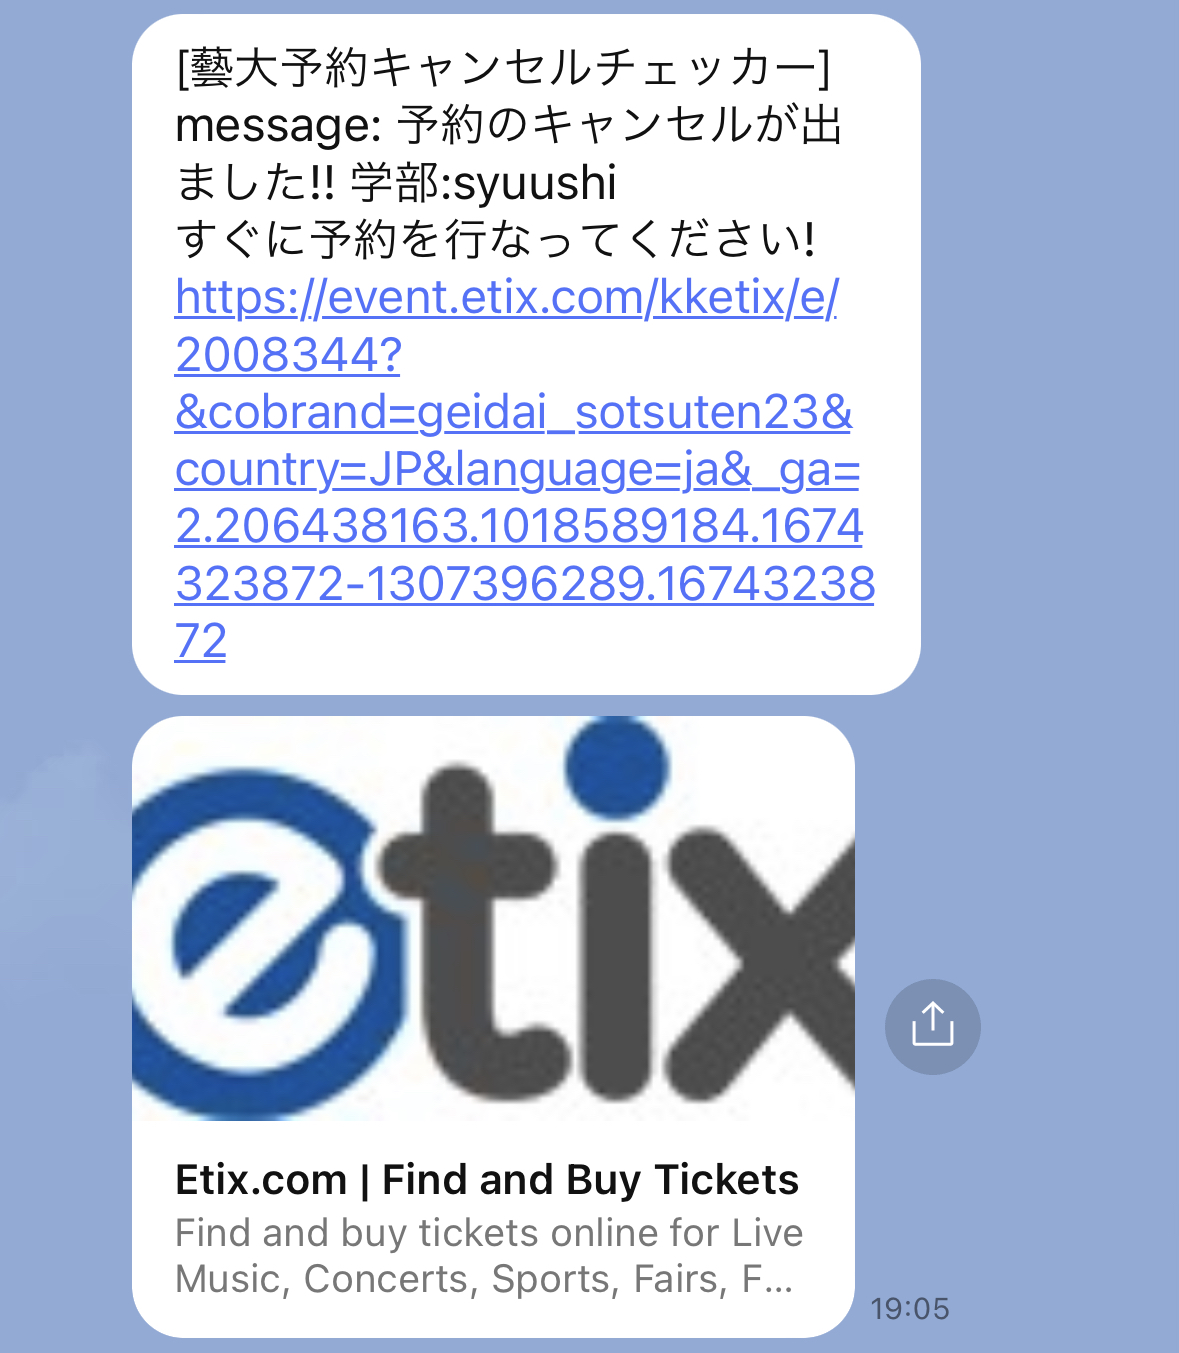 [藝大予約キャンセルチェッカー]
message: 予約のキャンセルが出
ました!! 学部:syuushi
すぐに予約を行なってください!
https://event.etix.com/kketix/e/
2008344?
&cobrand=geidai_sotsuten23&
country=JP&language=ja&_ga=
2.206438163.1018589184.1674
323872-1307396289.16743238
72
etix
Etix.com | Find and Buy Tickets
Find and buy tickets online for Live
Music, Concerts, Sports, Fairs, F...
19:05